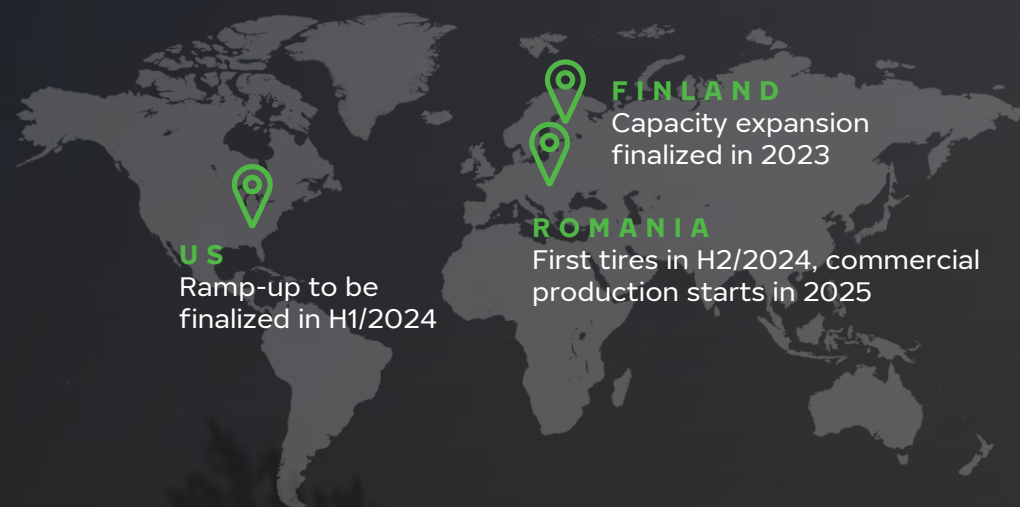 FINLAND
Capacity expansion
finalized in 2023
ROMANIA
First tires in H2/2024, commercial
production starts in 2025
US
Ramp-up to be
finalized in H1/2024